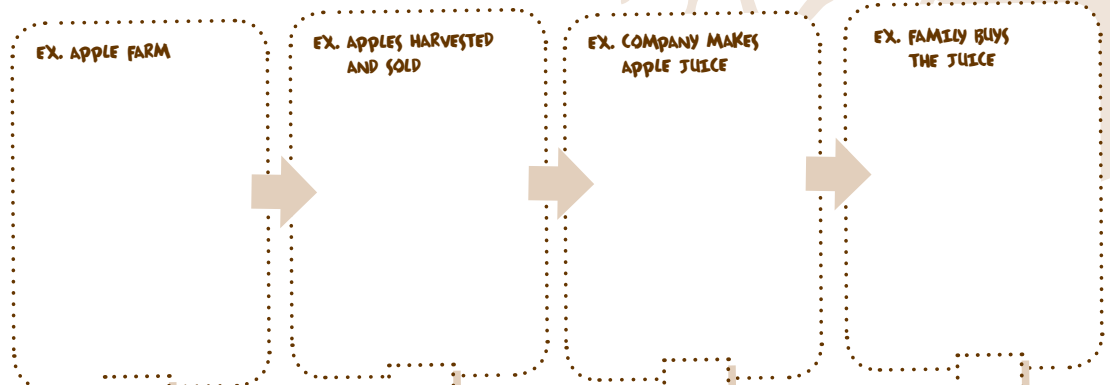 EX. APPLE FARM
EX. APPLES HARVESTED
AND SOLD
EX. COMPANY MAKES
APPLE JUICE
EX. FAMILY BUYS
THE JUICE